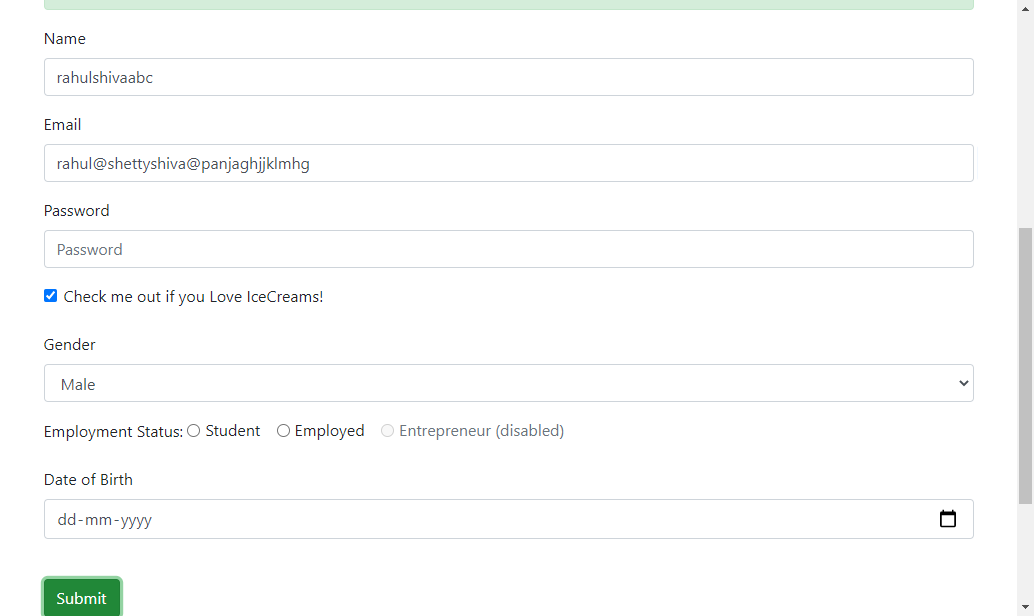 Name
rahulshivaabc
Email
rahul@shettyshiva@panjaghjjklmhg
Password
Password
Check me out if you Love IceCreams!
Gender
Male
Employment Status: Student Employed Entrepreneur (disabled)
Date of Birth
dd-mm-yyyy
Submit